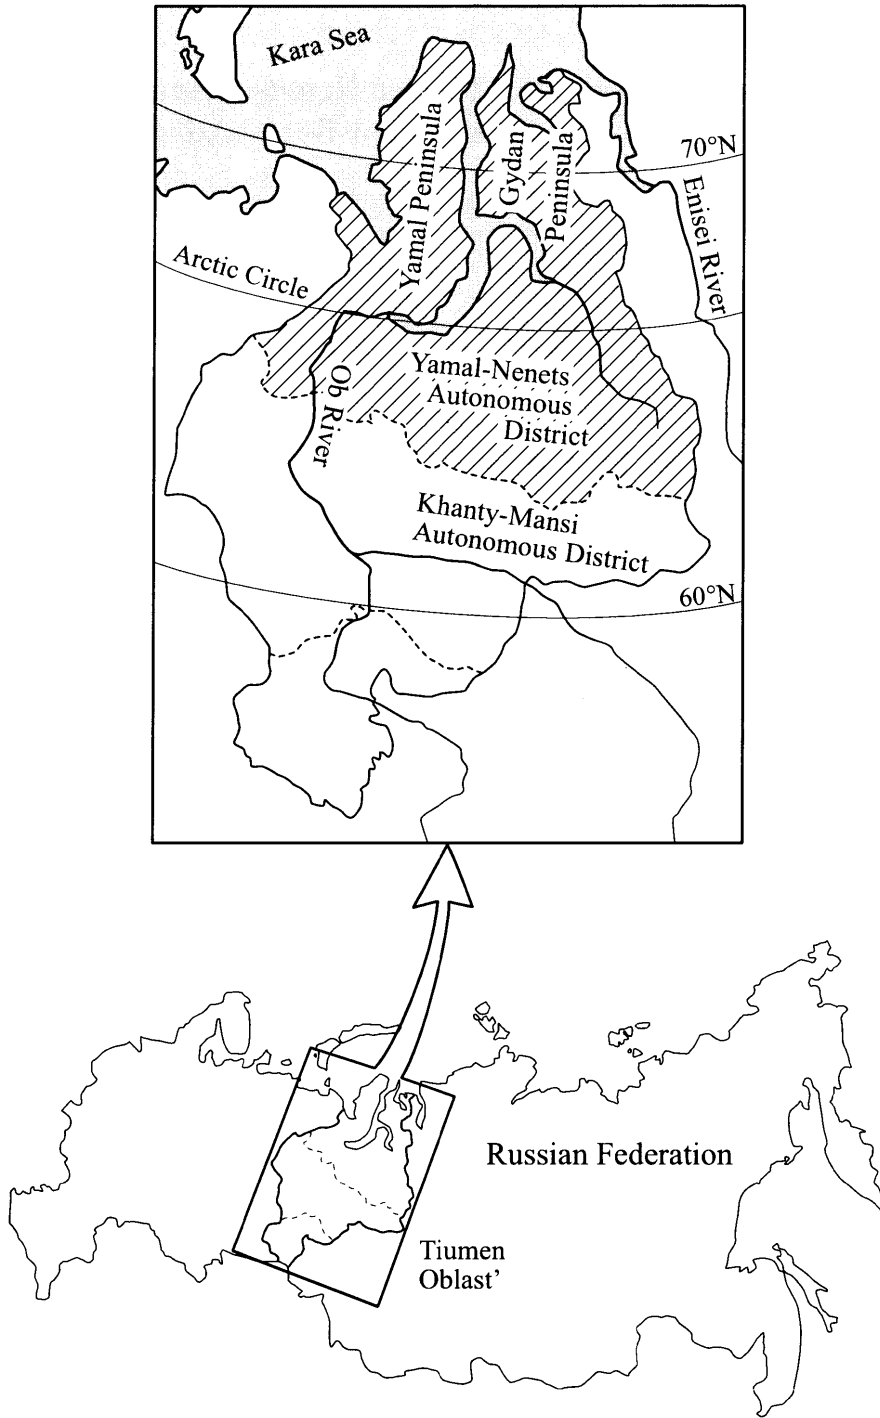 Kara Sea
70°N
Yamal Peninsula
Gydan
Peninsula
Enisei River
Arctic Circle
Yamal-Nenets
Autonomous
District
Ob River
Khanty-Mansi
Autonomous District
60°N
Russian Federation
Tiumen
Oblast’